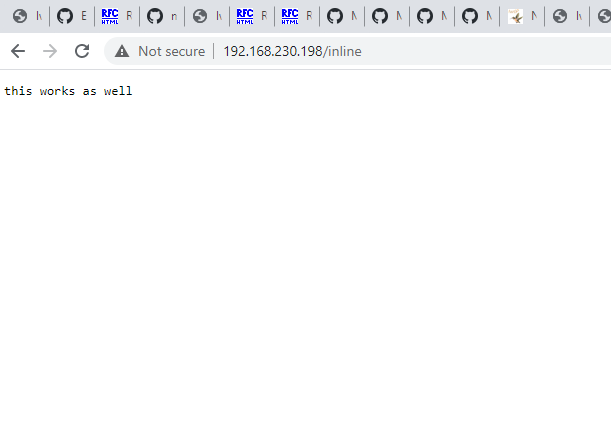 E RFC HTML R n RFC HTML R RFC HTML R N N N N N
Not secure 192.168.230.198/inline
this works as well